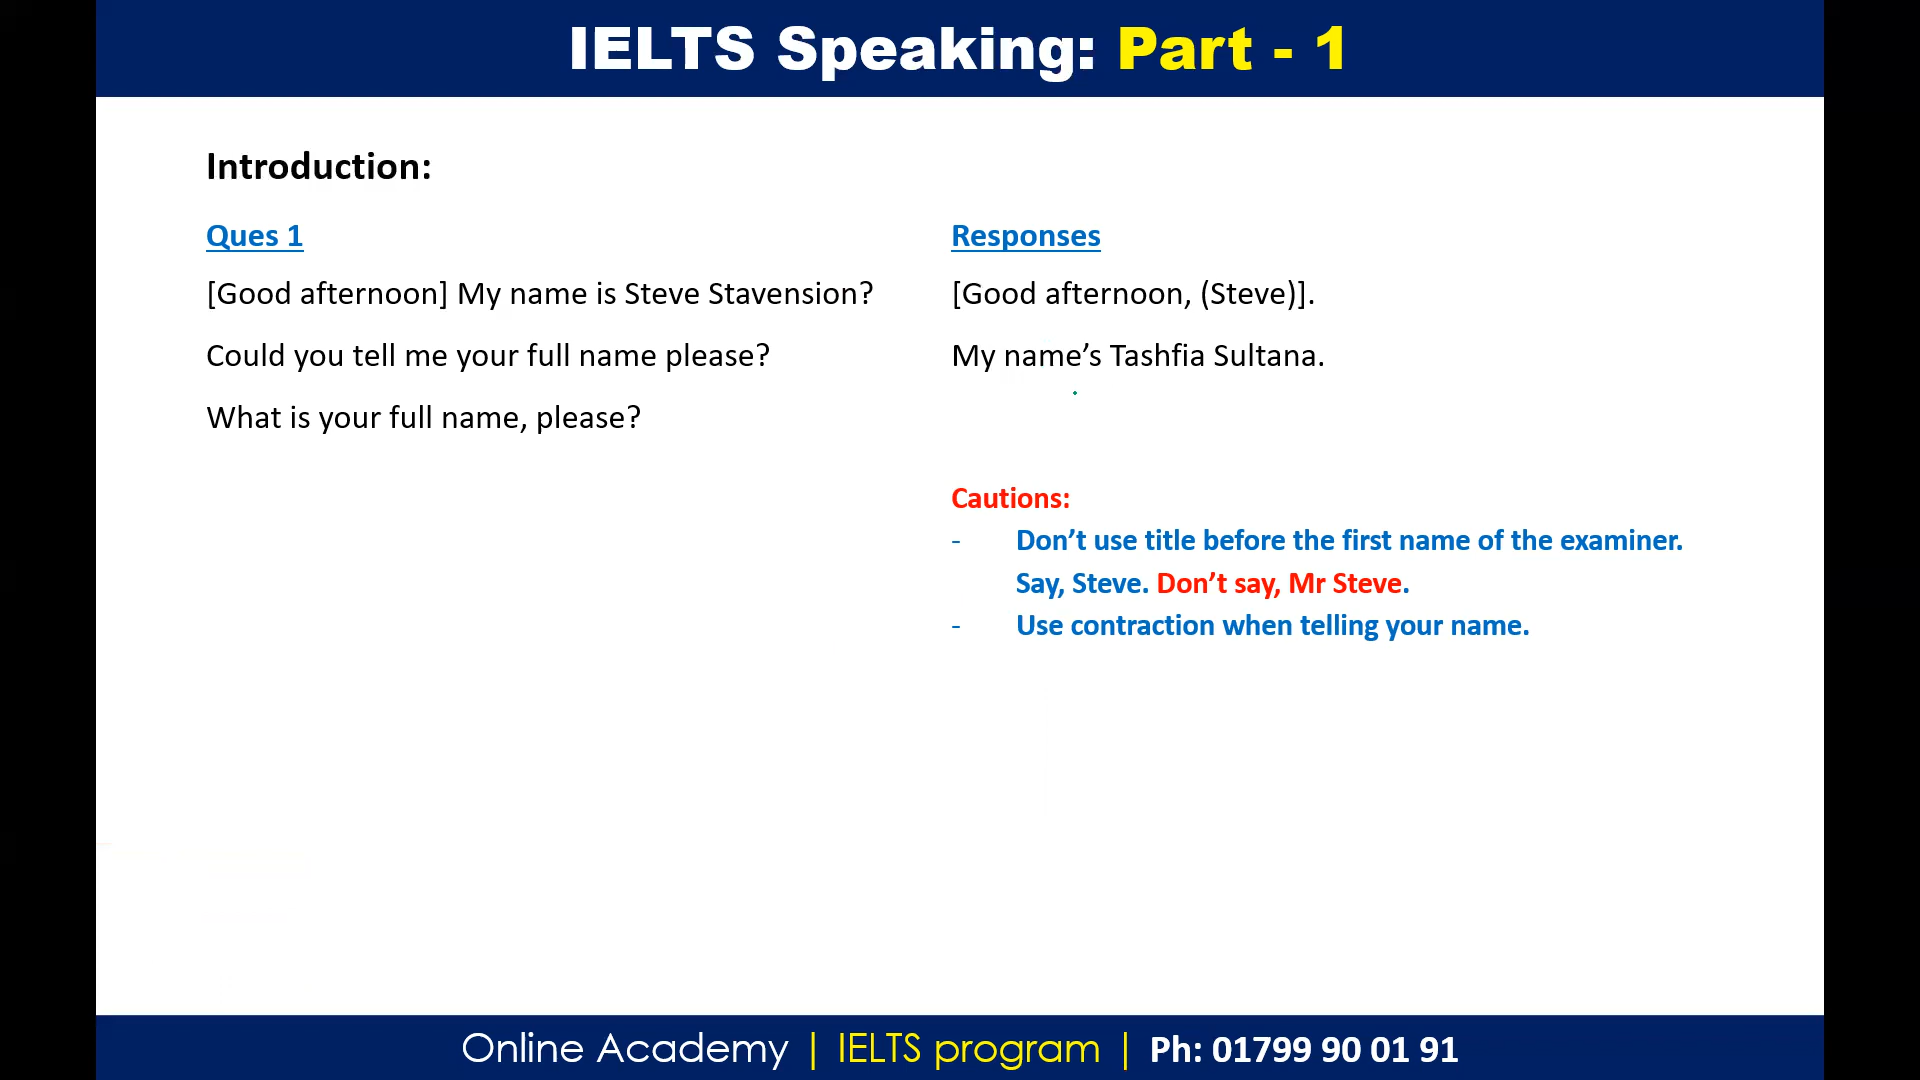 IELTS Speaking: Part - 1
Introduction:
Ques 1
[Good afternoon] My name is Steve Stavension?
Could you tell me your full name please?
What is your full name, please?
Responses
[Good afternoon, (Steve)].
My name’s Tashfia Sultana.
Cautions:
- Don’t use title before the first name of the examiner.
Say, Steve. Don’t say, Mr Steve.
- Use contraction when telling your name.
Online Academy | IELTS program | Ph: 01799 90 01 91